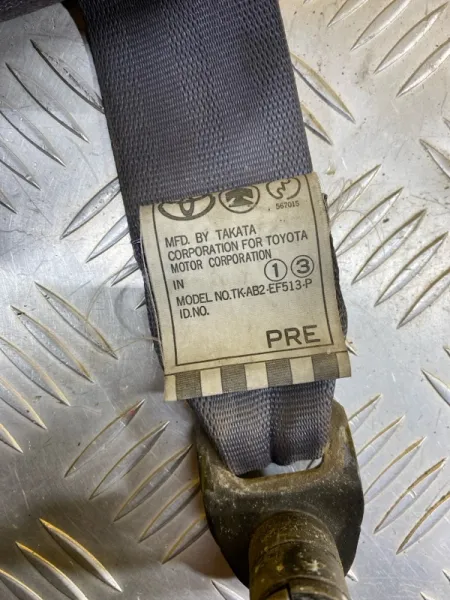 567015
MFD. BY TAKATA
CORPORATION FOR TOYOTA
MOTOR CORPORATION
IN ① ③
MODEL NO.TK-AB2-EF513-P
ID.NO.
PRE